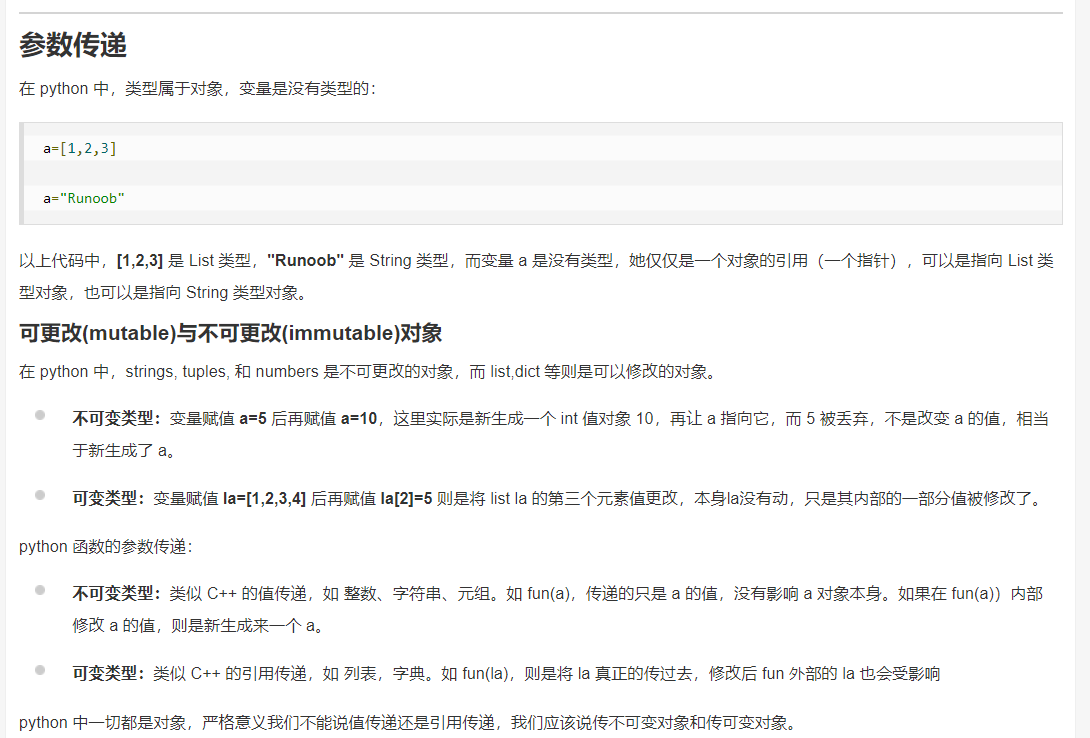 参数传递
在 python 中，类型属于对象，变量是没有类型的：
a=[1,2,3]
a="Runoob"
以上代码中，[1,2,3] 是 List 类型，"Runoob" 是 String 类型，而变量 a 是没有类型，她仅仅是一个对象的引用（一个指针），可以是指向 List 类
型对象，也可以是指向 String 类型对象。
可更改(mutable)与不可更改(immutable)对象
在 python 中，strings, tuples, 和 numbers 是不可更改的对象，而 list,dict 等则是可以修改的对象。
不可变类型：变量赋值 a=5 后再赋值 a=10，这里实际是新生成一个 int 值对象 10，再让 a 指向它，而 5 被丢弃，不是改变 a 的值，相当
于新生成了 a。
可变类型：变量赋值 la=[1,2,3,4] 后再赋值 la[2]=5 则是将 list la 的第三个元素值更改，本身la没有动，只是其内部的一部分值被修改了。
python 函数的参数传递：
不可变类型：类似 C++ 的值传递，如 整数、字符串、元组。如 fun(a)，传递的只是 a 的值，没有影响 a 对象本身。如果在 fun(a)）内部
修改 a 的值，则是新生成来一个 a。
可变类型：类似 C++ 的引用传递，如 列表，字典。如 fun(la)，则是将 la 真正的传过去，修改后 fun 外部的 la 也会受影响
python 中一切都是对象，严格意义我们不能说值传递还是引用传递，我们应该说传不可变对象和传可变对象。